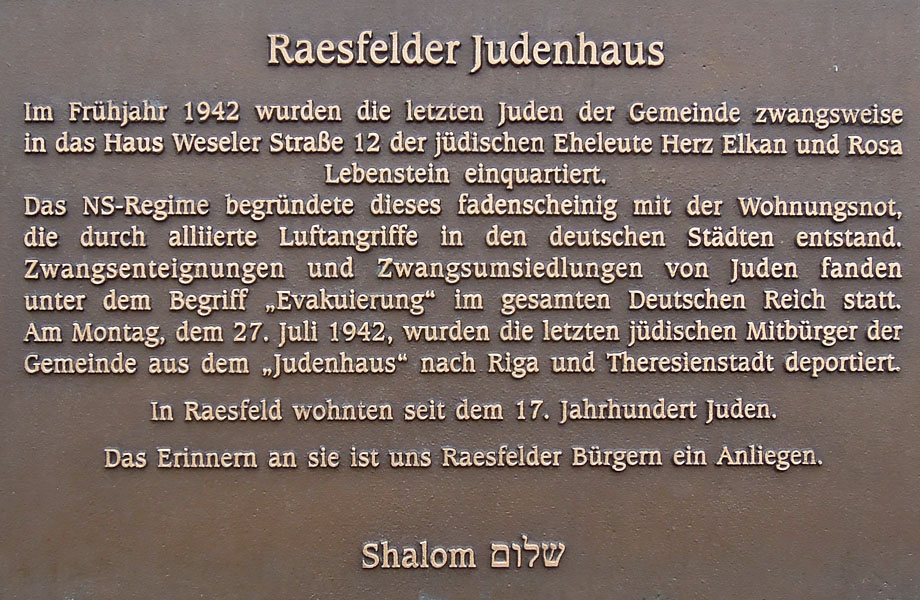 Raesfelder Judenhaus
Im Frühjahr 1942 wurden die letzten Juden der Gemeinde zwangsweise
in das Haus Weseler Straße 12 der jüdischen Eheleute Herz Elkan und Rosa
Lebenstein einquartiert.
Das NS-Regime begründete dieses fadenscheinig mit der Wohnungsnot,
die durch alliierte Luftangriffe in den deutschen Städten entstand.
Zwangsenteignungen und Zwangsumsiedlungen von Juden fanden
unter dem Begriff „Evakuierung“ im gesamten Deutschen Reich statt.
Am Montag, dem 27. Juli 1942, wurden die letzten jüdischen Mitbürger der
Gemeinde aus dem „Judenhaus“ nach Riga und Theresienstadt deportiert.
In Raesfeld wohnten seit dem 17. Jahrhundert Juden.
Das Erinnern an sie ist uns Raesfelder Bürgern ein Anliegen.
Shalom שלום